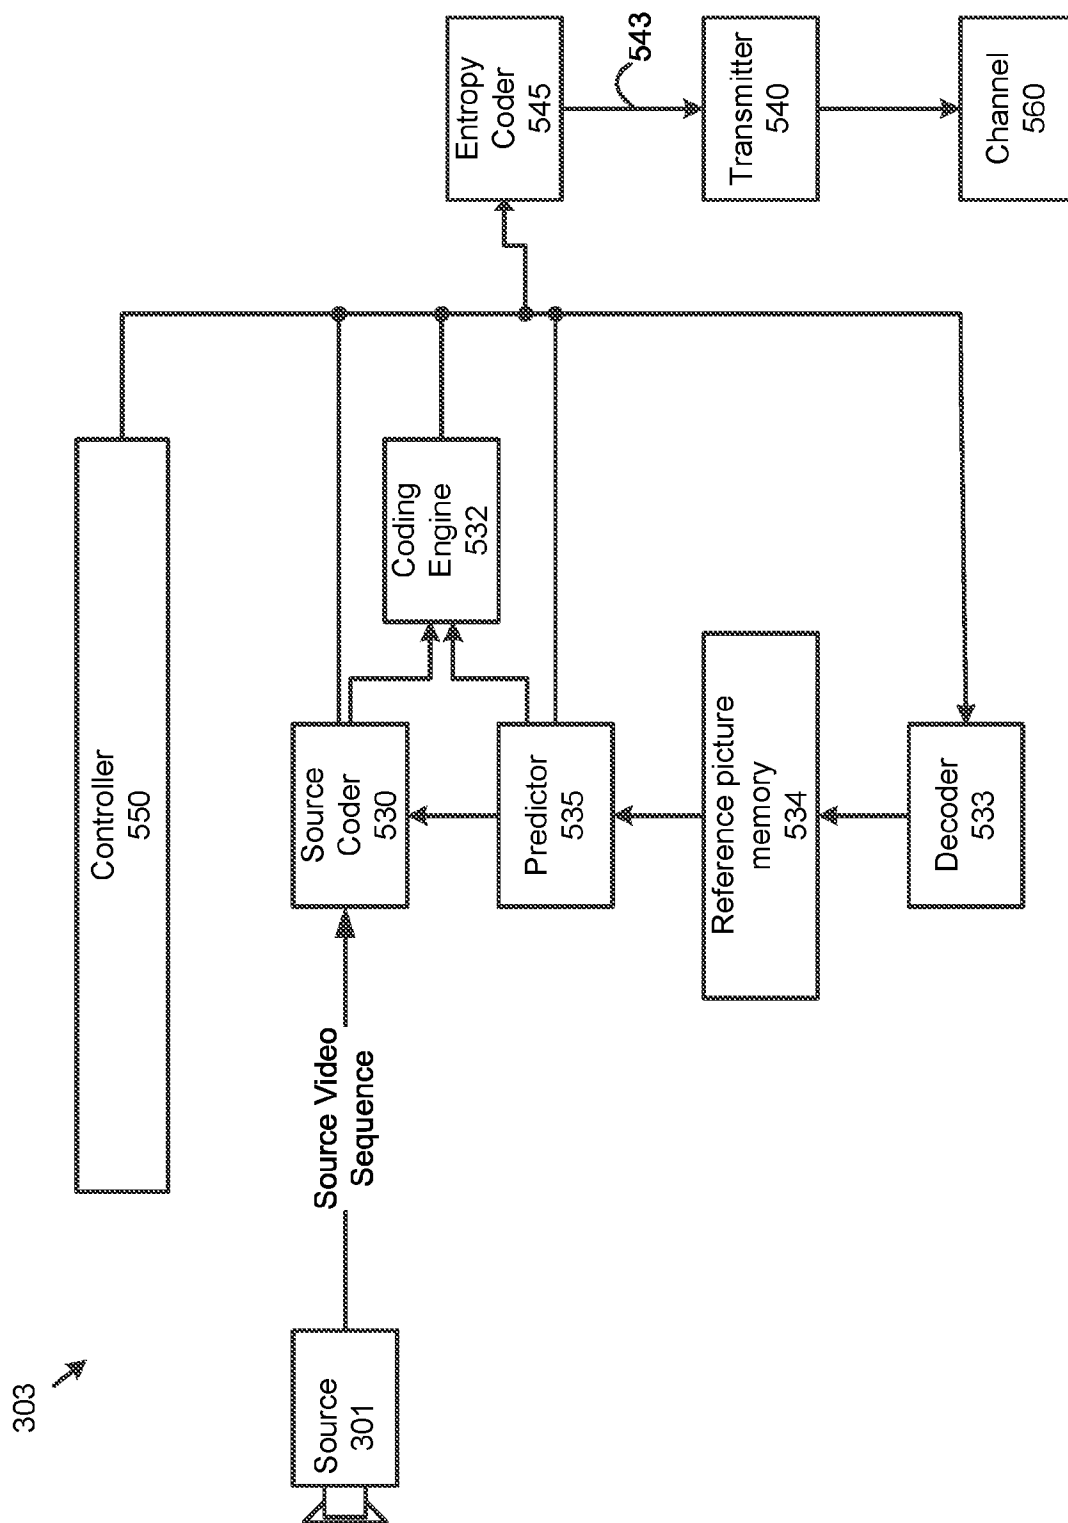 303
Controller
550
Source
301
Source Video
Sequence
Source
Coder
530
Coding
Engine
532
Predictor
535
Reference picture
memory
534
Decoder
533
Entropy
Coder
545
543
Transmitter
540
Channel
560